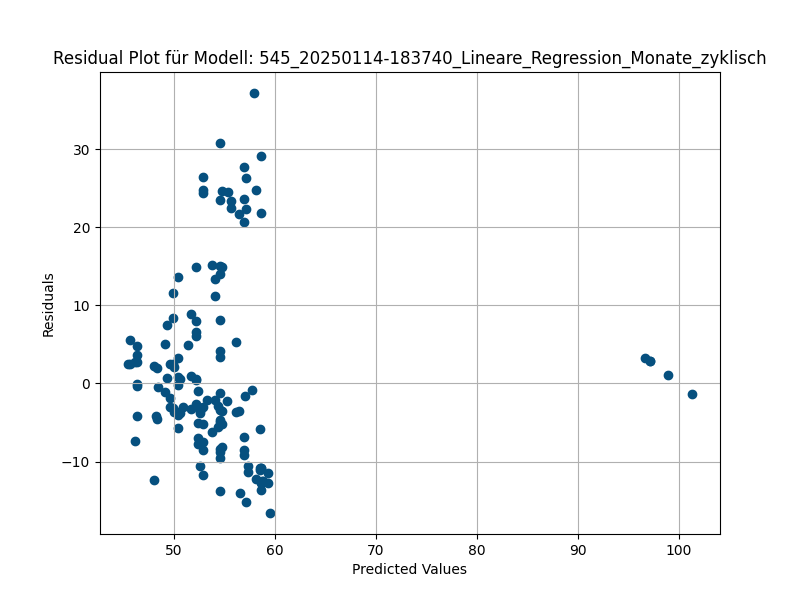 Residual Plot für Modell: 545_20250114-183740_Lineare_Regression_Monate_zyklisch
30
20
10
0
−10
Residuals
50 60 70 80 90 100
Predicted Values